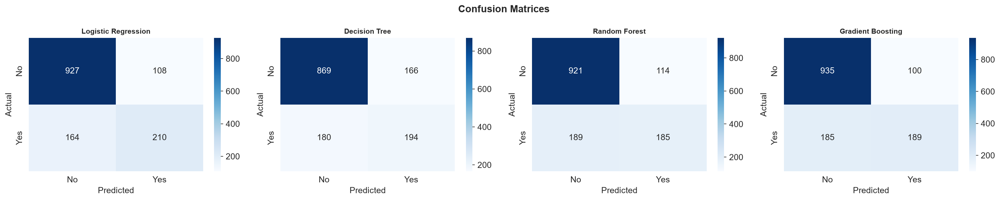 Confusion Matrices
Logistic Regression
927 108
164 210
No Yes
Predicted
No
Yes
Actual
800
600
400
200
Decision Tree
869 166
180 194
No Yes
Predicted
No
Yes
Actual
800
600
400
200
Random Forest
921 114
189 185
No Yes
Predicted
No
Yes
Actual
800
600
400
200
Gradient Boosting
935 100
185 189
No Yes
Predicted
No
Yes
Actual
800
600
400
200